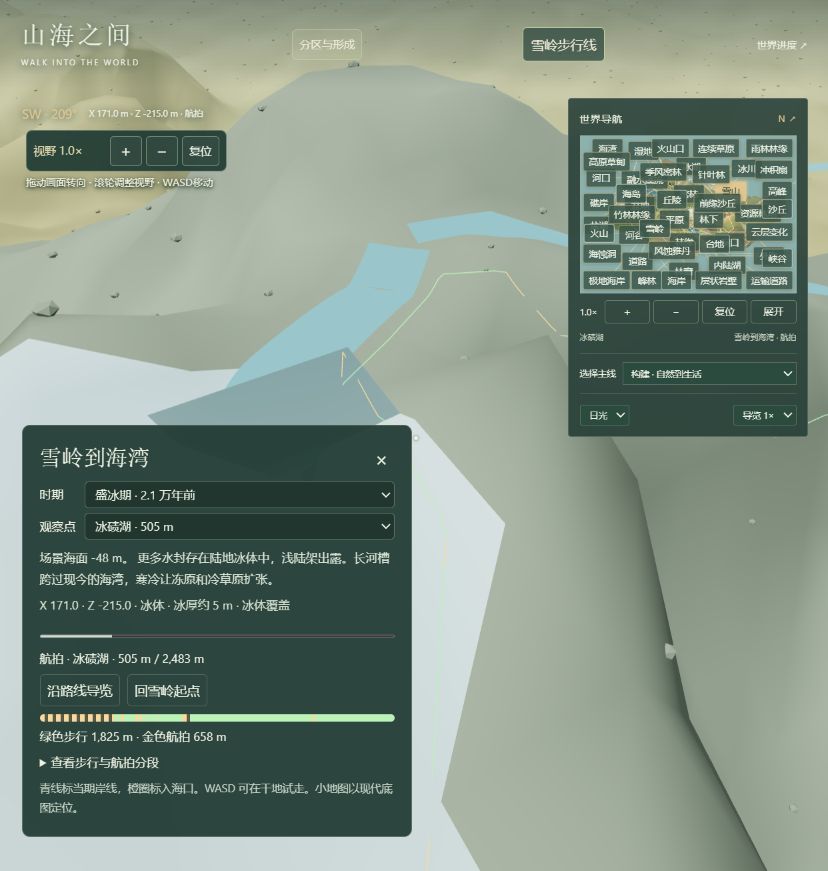 山海之间
WALK INTO THE WORLD
分区与形成
雪岭步行线
世界进度 ↗
SW · 209°
X 171.0 m · Z -215.0 m · 航拍
视野 1.0×
+
−
复位
拖动画面转向 · 滚轮调整视野 · WASD移动
世界导航
N ↗
海湾
湿地
火山口
连续草原
雨林林缘
高原草甸
季风密林
针叶林
冰川
冲积扇
河口
海岛
丘陵
前缘沙丘
雪山
高峰
礁岸
竹林林缘
平原
林下
沙丘
火山
河谷
雪岭
台地
云层变化
海蚀洞
道路
风蚀雅丹
内陆湖
峡谷
极地海岸
峰林
海岸
层状岩壁
运输道路
1.0×
+
−
复位
展开
冰碛湖
雪岭到海湾 · 航拍
选择主线
构建 · 自然到生活
日光
导览 1×
雪岭到海湾
×
时期
盛冰期 · 2.1 万年前
观察点
冰碛湖 · 505 m
场景海面 -48 m。 更多水封存在陆地冰体中，浅陆架出露。长河槽
跨过现今的海湾，寒冷让冻原和冷草原扩张。
X 171.0 · Z -215.0 · 冰体 · 冰厚约 5 m · 冰体覆盖
航拍 · 冰碛湖 · 505 m / 2,483 m
沿路线导览
回雪岭起点
绿色步行 1,825 m · 金色航拍 658 m
▶ 查看步行与航拍分段
青线标当期岸线，橙圈标入海口。WASD 可在干地试走。小地图以现代底
图定位。